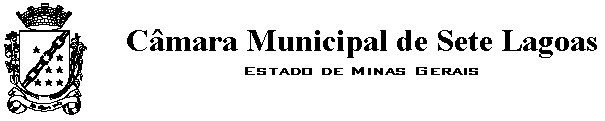 Câmara Municipal de Sete Lagoas
ESTADO DE MINAS GERAIS